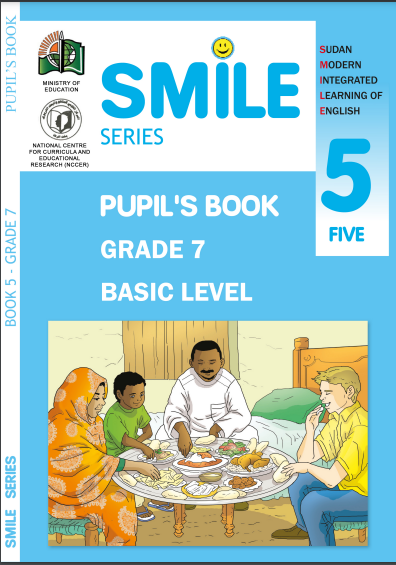 PUPIL'S BOOK
BOOK 5 - GRADE 7
SMILE SERIES
MINISTRY OF
EDUCATION
NATIONAL CENTRE
FOR CURRICULA AND
EDUCATIONAL
RESEARCH (NCCER)
SMILE
SERIES
SUDAN
MODERN
INTEGRATED
LEARNING OF
ENGLISH
5
FIVE
PUPIL'S BOOK
GRADE 7
BASIC LEVEL